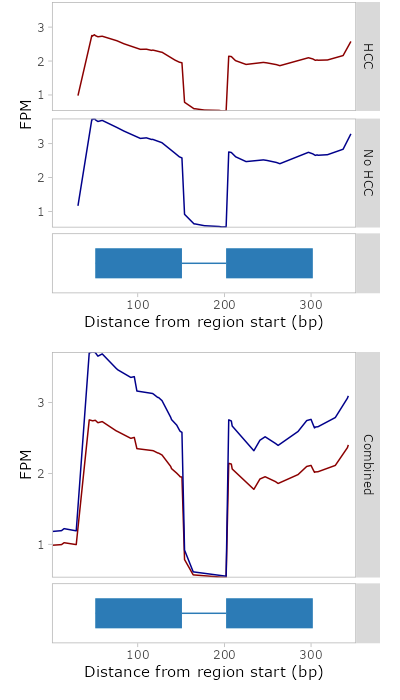 3
2
1
HCC
FPM
3
2
1
No HCC
100
200
300
Distance from region start (bp)
3
2
1
FPM
Combined
100
200
300
Distance from region start (bp)